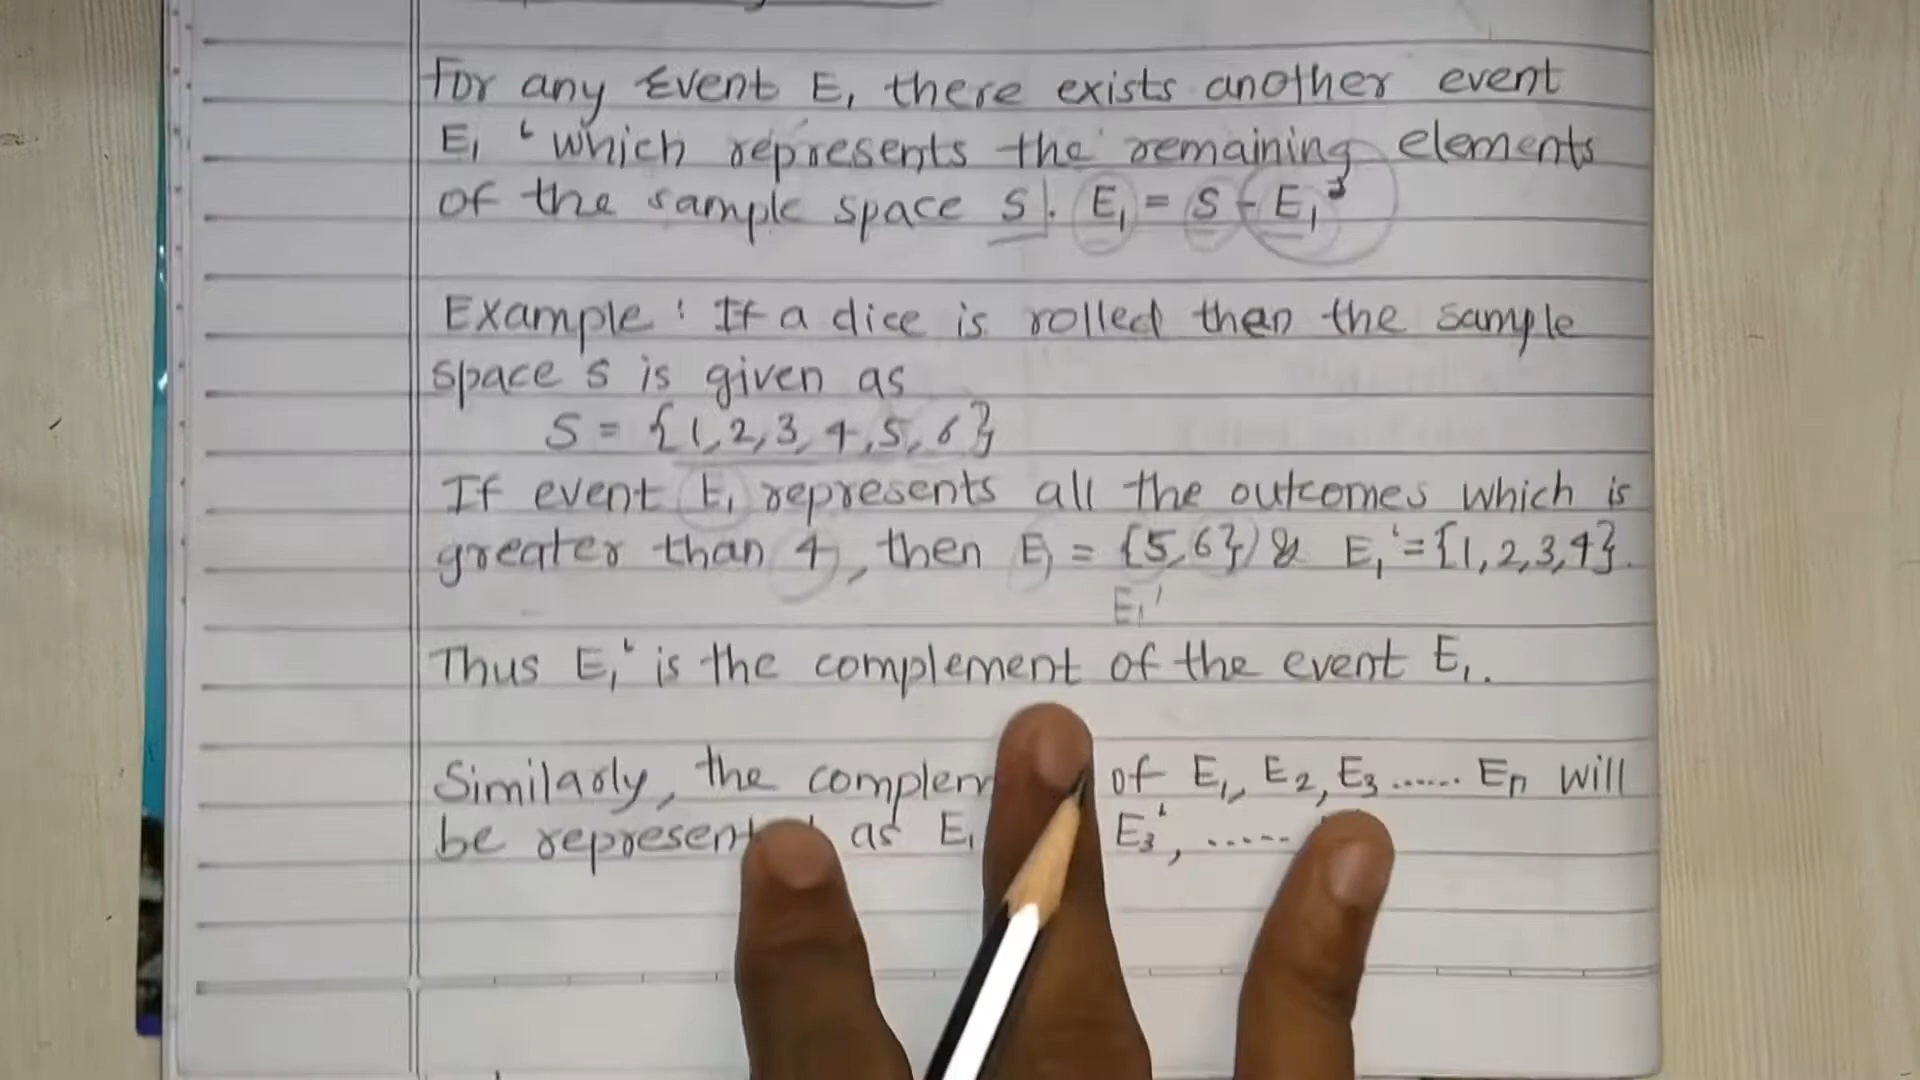 For any Event E₁ there exists another event
E₁' which represents the remaining elements
of the sample space S. E₁ = S - E₁'
Example : If a dice is rolled then the sample
space s is given as
S = {1, 2, 3, 4, 5, 6}
If event E₁ represents all the outcomes which is
greater than 4, then E₁ = {5, 6} & E₁' = {1, 2, 3, 4}.
E₁'
Thus E₁' is the complement of the event E₁.
Similarly, the of E₁, E₂, E₃ ...... En will
be as E₁ E₃', .....